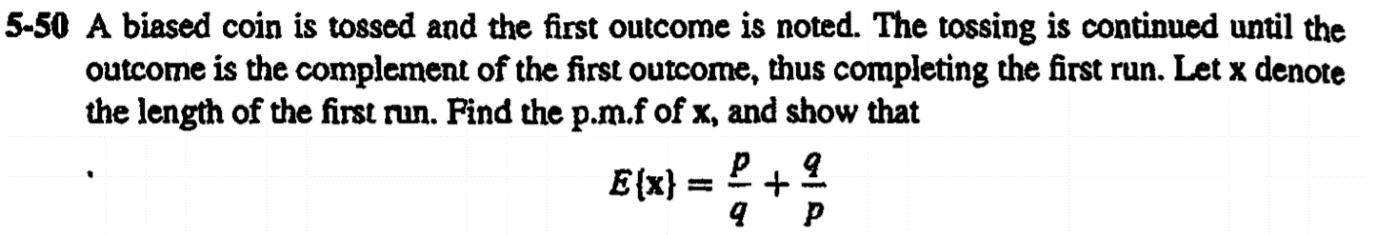 5-50 A biased coin is tossed and the first outcome is noted. The tossing is continued until the
outcome is the complement of the first outcome, thus completing the first run. Let x denote
the length of the first run. Find the p.m.f of x, and show that
E{x} = p/q + q/p